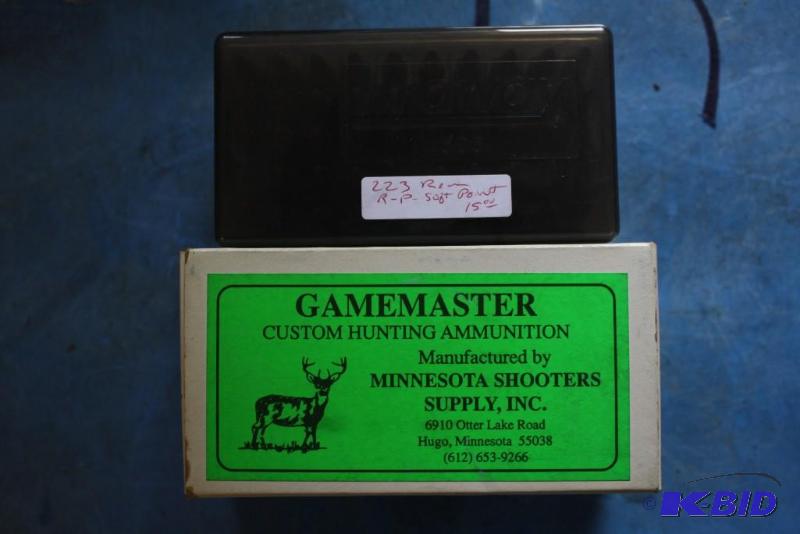 223 Rem
R-P- Soft Point
15.00
GAMEMASTER
CUSTOM HUNTING AMMUNITION
Manufactured by
MINNESOTA SHOOTERS
SUPPLY, INC.
6910 Otter Lake Road
Hugo, Minnesota 55038
(612) 653-9266
© K-BID